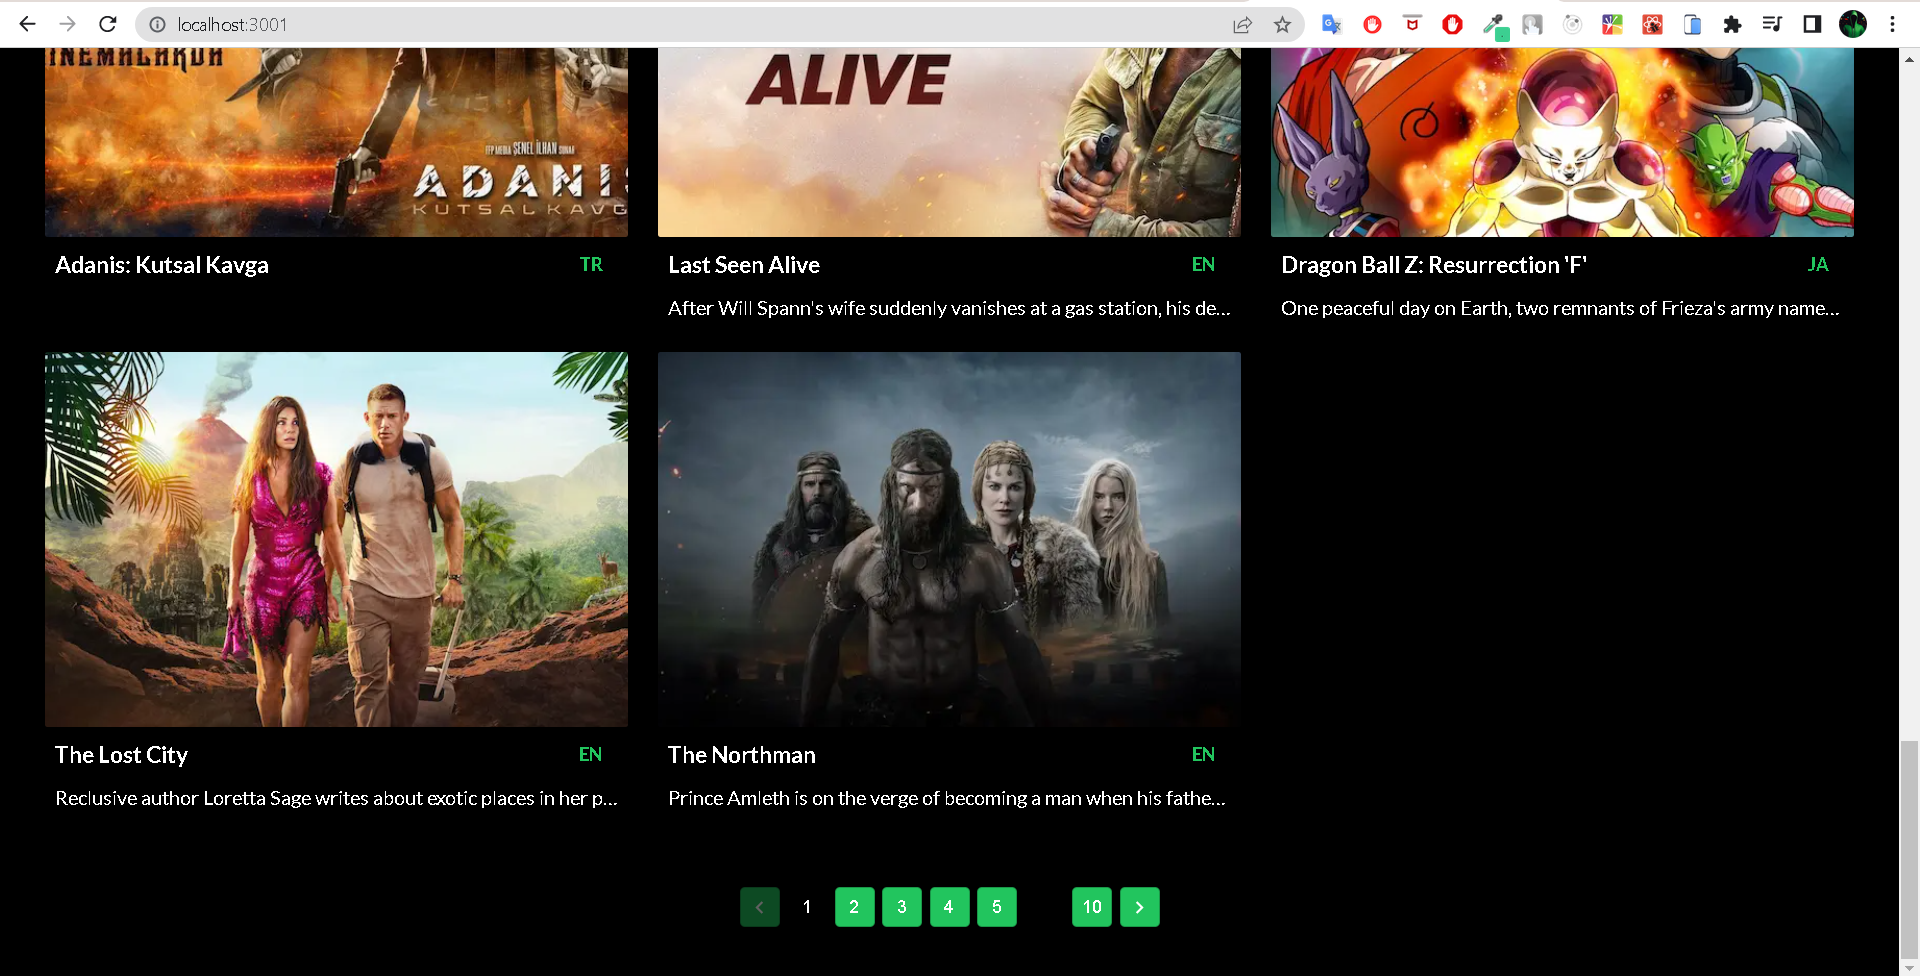 localhost:3001
ADANIS
KUTSAL KAVG
ALIVE
Adanis: Kutsal Kavga
TR
Last Seen Alive
EN
Dragon Ball Z: Resurrection 'F'
JA
After Will Spann's wife suddenly vanishes at a gas station, his de...
One peaceful day on Earth, two remnants of Frieza's army name...
The Lost City
EN
The Northman
EN
Reclusive author Loretta Sage writes about exotic places in her p...
Prince Amleth is on the verge of becoming a man when his fathe...
1 2 3 4 5 10